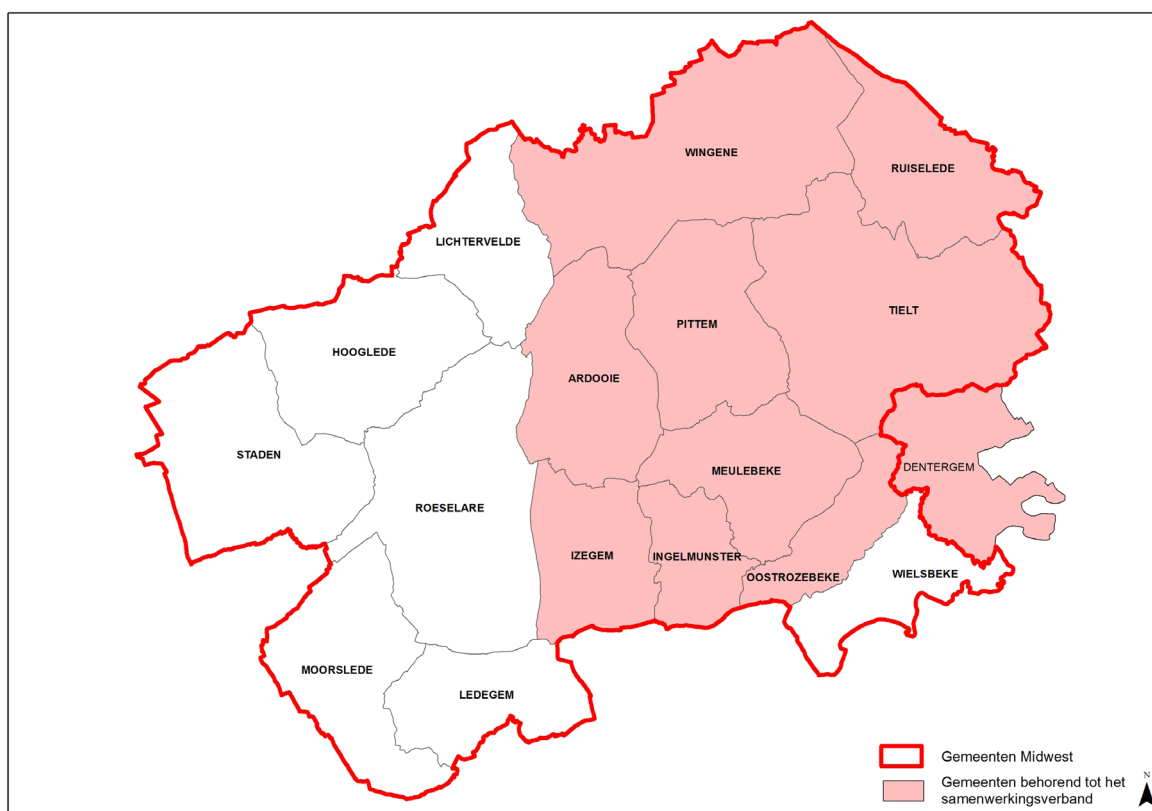 WINGENE
RUISELEDE
LICHTERVELDE
TIELT
PITTEM
HOOGLEDE
ARDOOIE
STADEN
MEULEBEKE
DENTERGEM
ROESELARE
IZEGEM
INGELMUNSTER
OOSTROZEBEKE
WIELSBEKE
MOORSLEDE
LEDEGEM
Gemeenten Midwest
Gemeenten behorend tot het
samenwerkingsverband
N